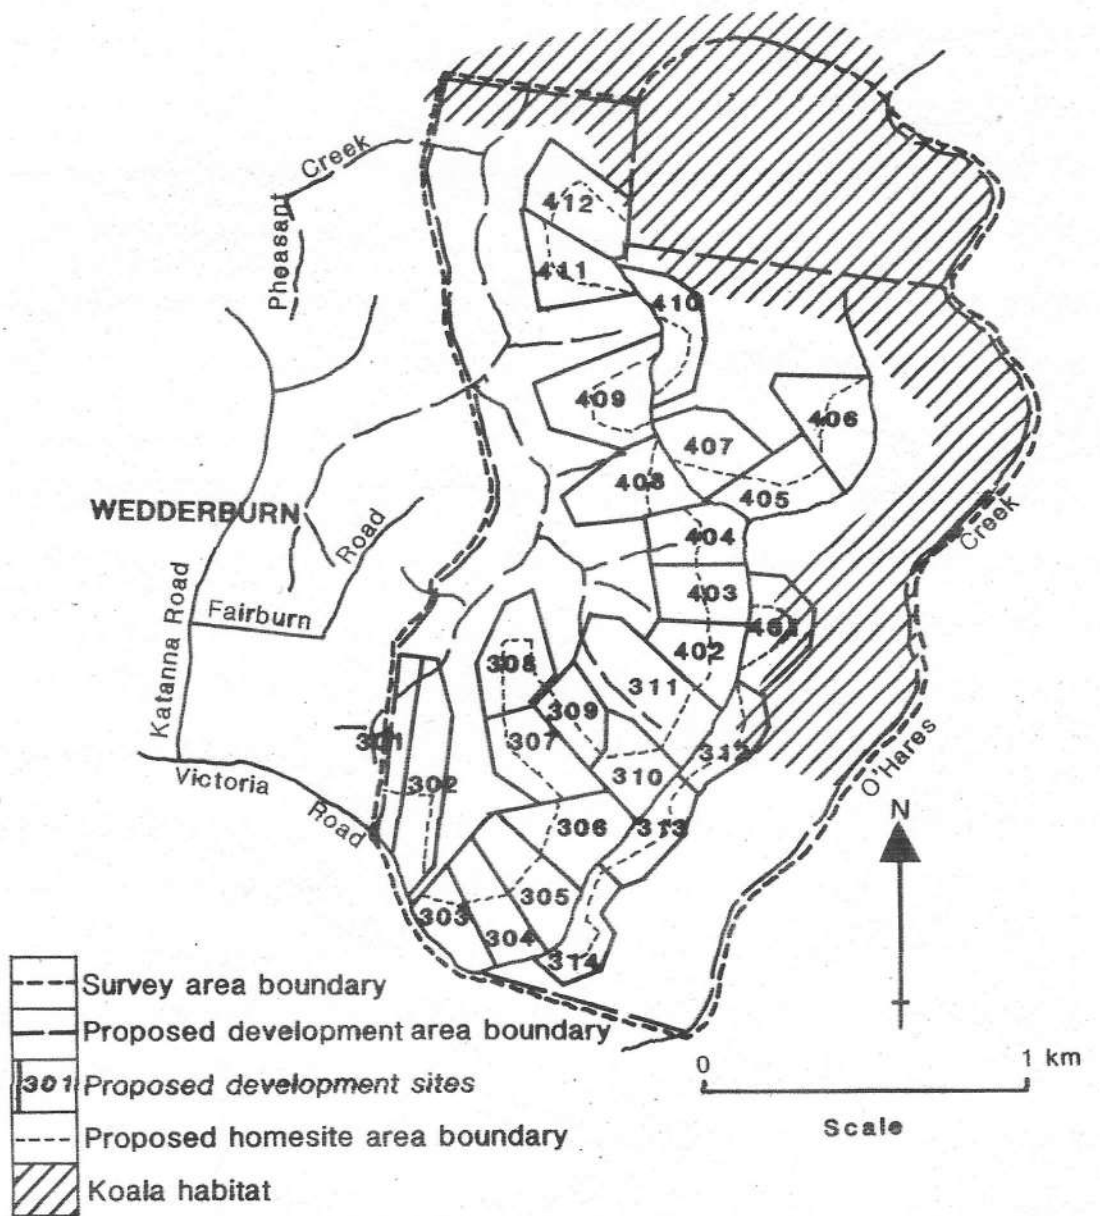 Creek
Pheasant
412
411
410
409
406
407
408
405
WEDDERBURN
404
Creek
Road
403
Katanna Road
Fairburn
401
402
308
311
309
301
307
312
302
310
Victoria
O'Hares
Road
306
313
N
305
303
304
314
Survey area boundary
Proposed development area boundary
0
1 km
301
Proposed development sites
Scale
Proposed homesite area boundary
Koala habitat